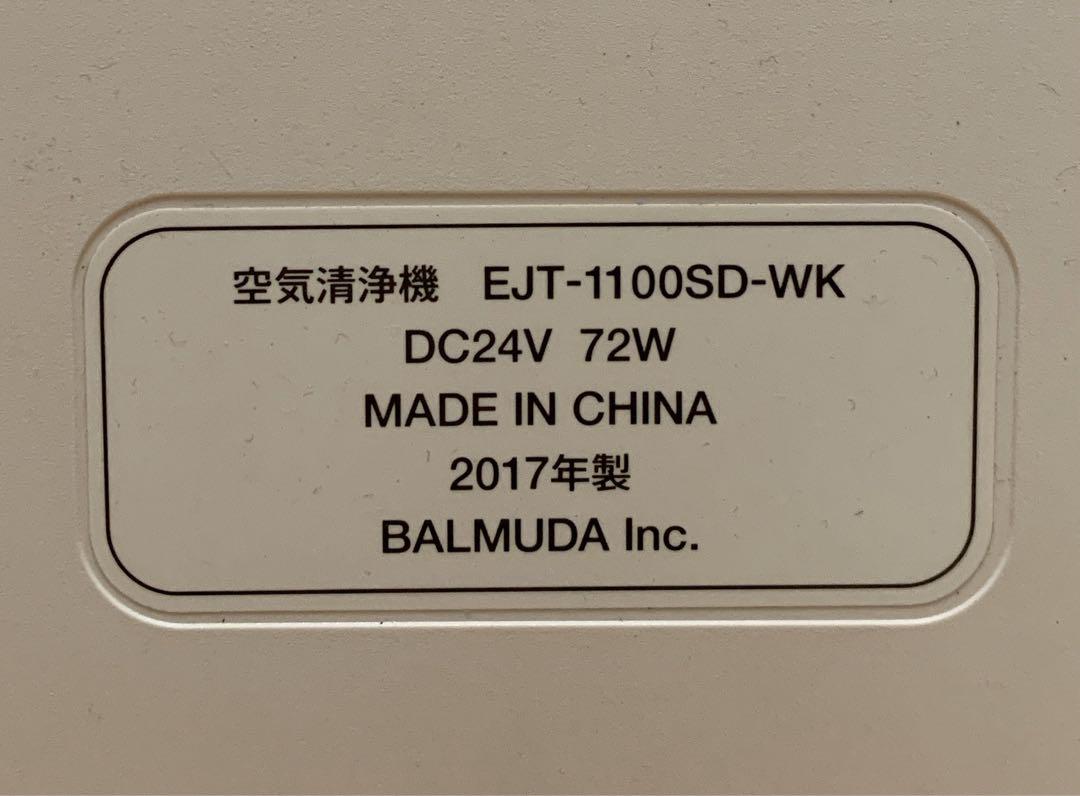 空気清浄機　EJT-1100SD-WK
DC24V 72W
MADE IN CHINA
2017年製
BALMUDA Inc.